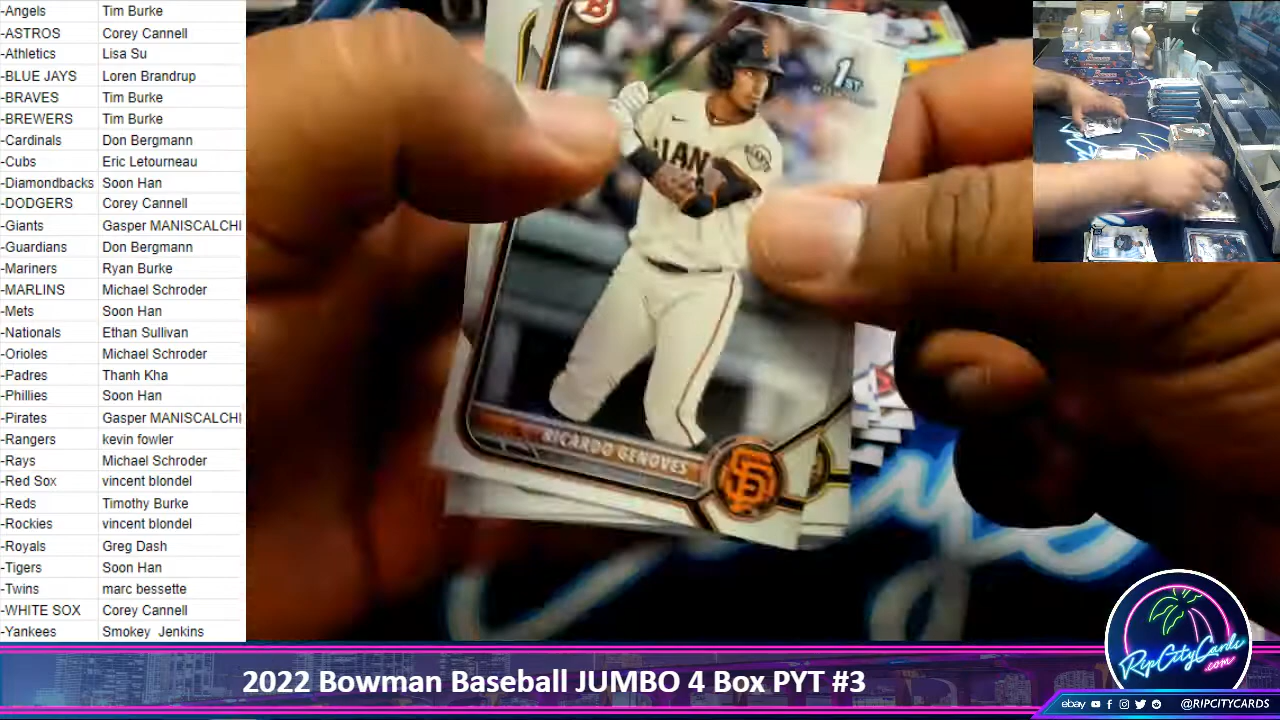 -Angels Tim Burke
-ASTROS Corey Cannell
-Athletics Lisa Su
-BLUE JAYS Loren Brandrup
-BRAVES Tim Burke
-BREWERS Tim Burke
-Cardinals Don Bergmann
-Cubs Eric Letourneau
-Diamondbacks Soon Han
-DODGERS Corey Cannell
-Giants Gasper MANISCALCHI
-Guardians Don Bergmann
-Mariners Ryan Burke
-MARLINS Michael Schroder
-Mets Soon Han
-Nationals Ethan Sullivan
-Orioles Michael Schroder
-Padres Thanh Kha
-Phillies Soon Han
-Pirates Gasper MANISCALCHI
-Rangers kevin fowler
-Rays Michael Schroder
-Red Sox vincent blondel
-Reds Timothy Burke
-Rockies vincent blondel
-Royals Greg Dash
-Tigers Soon Han
-Twins marc bessette
-WHITE SOX Corey Cannell
-Yankees Smokey Jenkins
1ST
GIANTS
RICARDO GENOVES
SF
RipCityCards
.com
2022 Bowman Baseball JUMBO 4 Box PYT #3
ebay @RIPCITYCARDS